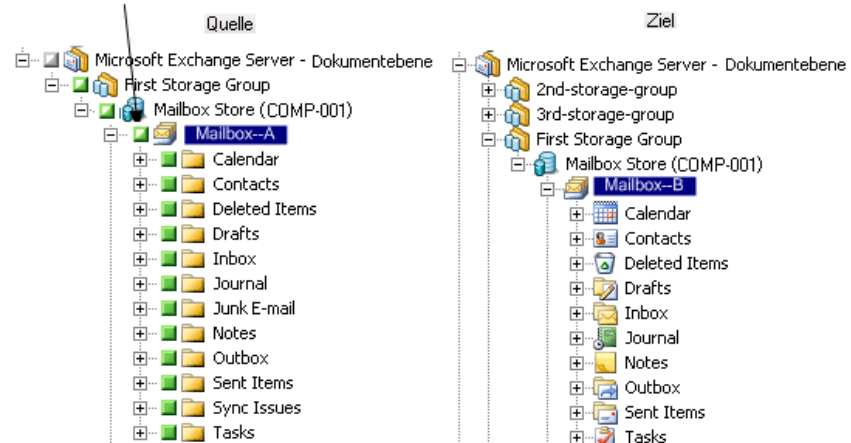 Quelle
Microsoft Exchange Server - Dokumentebene
First Storage Group
Mailbox Store (COMP-001)
Mailbox--A
Calendar
Contacts
Deleted Items
Drafts
Inbox
Journal
Junk E-mail
Notes
Outbox
Sent Items
Sync Issues
Tasks
Ziel
Microsoft Exchange Server - Dokumentebene
2nd-storage-group
3rd-storage-group
First Storage Group
Mailbox Store (COMP-001)
Mailbox--B
Calendar
Contacts
Deleted Items
Drafts
Inbox
Journal
Notes
Outbox
Sent Items
Tasks